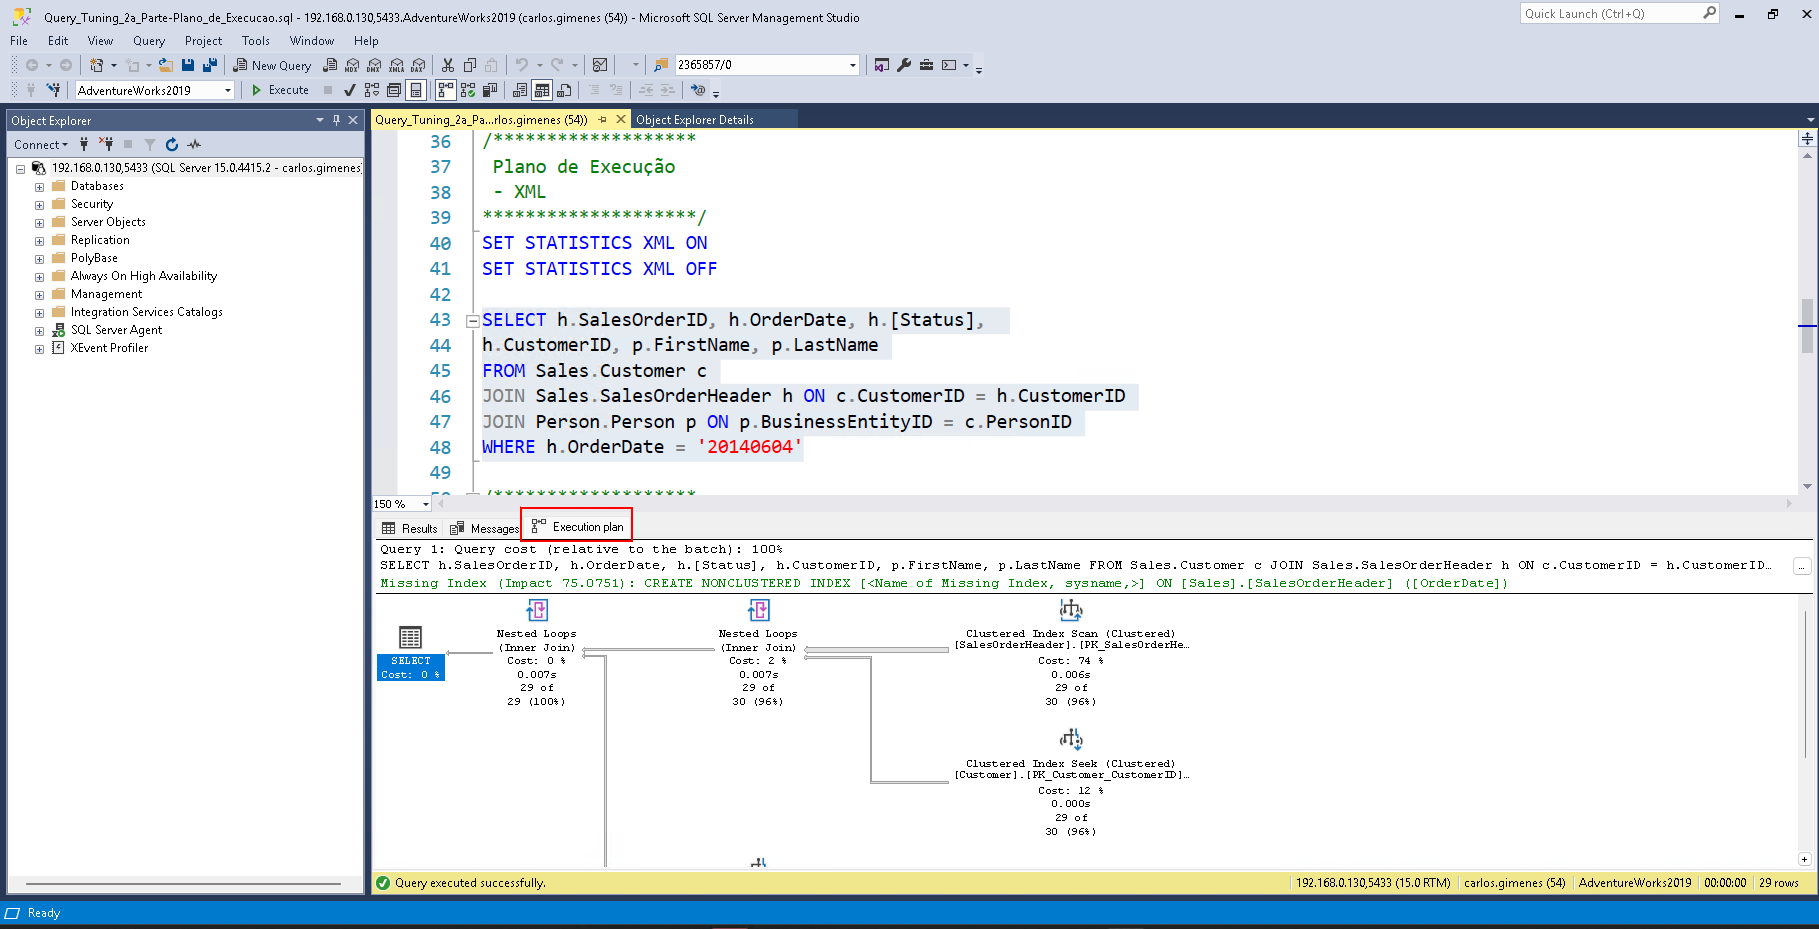 Query_Tuning_2a_Parte-Plano_de_Execucao.sql - 192.168.0.130,5433.AdventureWorks2019 (carlos.gimenes (54)) - Microsoft SQL Server Management Studio
Quick Launch (Ctrl+Q)
File Edit View Query Project Tools Window Help
New Query MDX DMX XMLA DAX 2365857/0
AdventureWorks2019 Execute
Object Explorer
Connect
192.168.0.130,5433 (SQL Server 15.0.4415.2 - carlos.gimenes
Databases
Security
Server Objects
Replication
PolyBase
Always On High Availability
Management
Integration Services Catalogs
SQL Server Agent
XEvent Profiler
Query_Tuning_2a_Pa...rlos.gimenes (54)) Object Explorer Details
36 /*******************
37 Plano de Execução
38 - XML
39 ********************/
40 SET STATISTICS XML ON
41 SET STATISTICS XML OFF
42
43 SELECT h.SalesOrderID, h.OrderDate, h.[Status],
44 h.CustomerID, p.FirstName, p.LastName
45 FROM Sales.Customer c
46 JOIN Sales.SalesOrderHeader h ON c.CustomerID = h.CustomerID
47 JOIN Person.Person p ON p.BusinessEntityID = c.PersonID
48 WHERE h.OrderDate = '20140604'
49
50 /*******************
150 %
Results Messages Execution plan
Query 1: Query cost (relative to the batch): 100%
SELECT h.SalesOrderID, h.OrderDate, h.[Status], h.CustomerID, p.FirstName, p.LastName FROM Sales.Customer c JOIN Sales.SalesOrderHeader h ON c.CustomerID = h.CustomerID…
Missing Index (Impact 75.0751): CREATE NONCLUSTERED INDEX [<Name of Missing Index, sysname,>] ON [Sales].[SalesOrderHeader] ([OrderDate])
SELECT
Cost: 0 %
Nested Loops
(Inner Join)
Cost: 0 %
0.007s
29 of
29 (100%)
Nested Loops
(Inner Join)
Cost: 2 %
0.007s
29 of
30 (96%)
Clustered Index Scan (Clustered)
[SalesOrderHeader].[PK_SalesOrderHe…
Cost: 74 %
0.006s
29 of
30 (96%)
Clustered Index Seek (Clustered)
[Customer].[PK_Customer_CustomerID]…
Cost: 12 %
0.000s
29 of
30 (96%)
Query executed successfully.
192.168.0.130,5433 (15.0 RTM) carlos.gimenes (54) AdventureWorks2019 00:00:00 29 rows
Ready